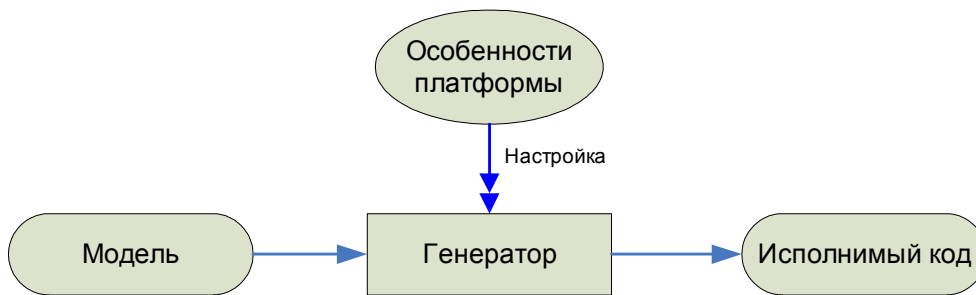 Особенности
платформы
Настройка
Модель
Генератор
Исполнимый код